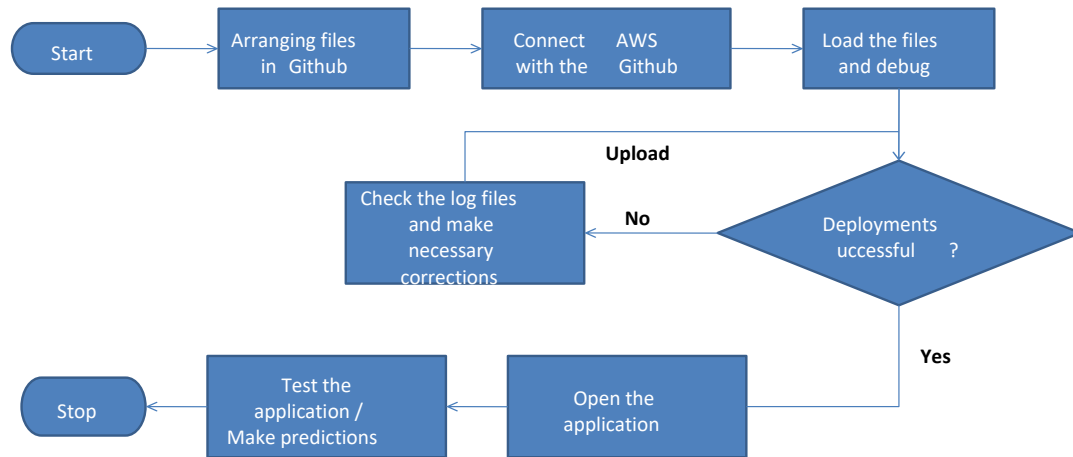 Start
Arranging files
in Github
Connect AWS
with the Github
Load the files
and debug
Upload
Check the log files
and make
necessary
corrections
No
Deployments
uccessful ?
Yes
Stop
Test the
application /
Make predictions
Open the
application